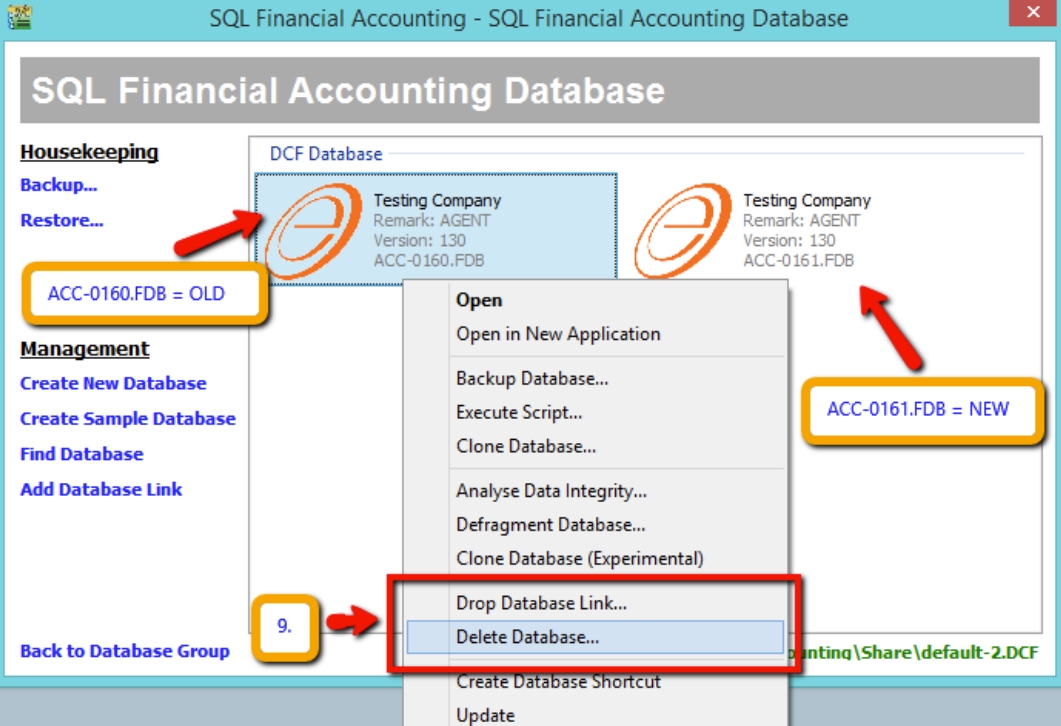 SQL Financial Accounting - SQL Financial Accounting Database
SQL Financial Accounting Database
Housekeeping
Backup...
Restore...
ACC-0160.FDB = OLD
Management
Create New Database
Create Sample Database
Find Database
Add Database Link
Back to Database Group
DCF Database
Testing Company
Remark: AGENT
Version: 130
ACC-0160.FDB
Testing Company
Remark: AGENT
Version: 130
ACC-0161.FDB
ACC-0161.FDB = NEW
Open
Open in New Application
Backup Database...
Execute Script...
Clone Database...
Analyse Data Integrity...
Defragment Database...
Clone Database (Experimental)
9.
Drop Database Link...
Delete Database...
Create Database Shortcut
Update
ounting\Share\default-2.DCF